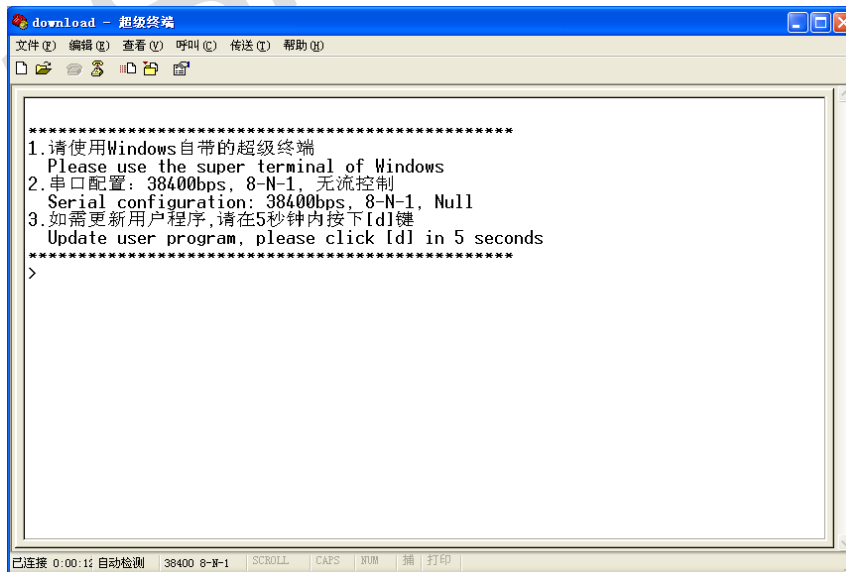 download - 超级终端
文件(F) 编辑(E) 查看(V) 呼叫(C) 传送(T) 帮助(H)
**************************************************
1.请使用Windows自带的超级终端
Please use the super terminal of Windows
2.串口配置: 38400bps, 8-N-1, 无流控制
Serial configuration: 38400bps, 8-N-1, Null
3.如需更新用户程序,请在5秒钟内按下[d]键
Update user program, please click [d] in 5 seconds
**************************************************
>
已连接 0:00:12 自动检测 38400 8-N-1 SCROLL CAPS NUM 捕 打印